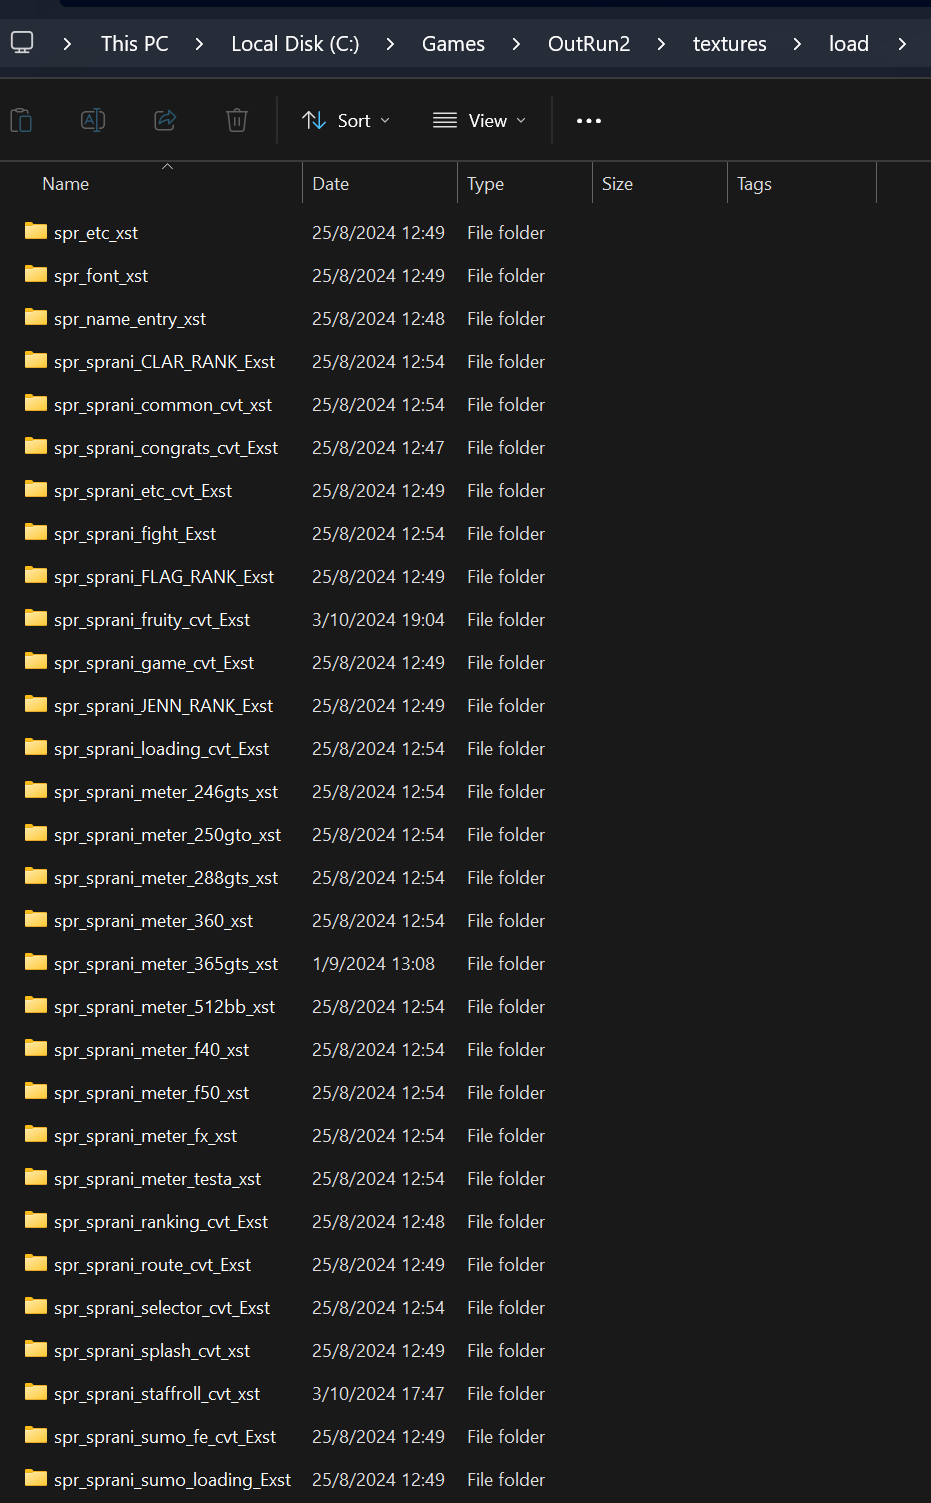 This PC > Local Disk (C:) > Games > OutRun2 > textures > load >
Sort View
Name Date Type Size Tags
spr_etc_xst 25/8/2024 12:49 File folder
spr_font_xst 25/8/2024 12:49 File folder
spr_name_entry_xst 25/8/2024 12:48 File folder
spr_sprani_CLAR_RANK_Exst 25/8/2024 12:54 File folder
spr_sprani_common_cvt_xst 25/8/2024 12:54 File folder
spr_sprani_congrats_cvt_Exst 25/8/2024 12:47 File folder
spr_sprani_etc_cvt_Exst 25/8/2024 12:49 File folder
spr_sprani_fight_Exst 25/8/2024 12:54 File folder
spr_sprani_FLAG_RANK_Exst 25/8/2024 12:49 File folder
spr_sprani_fruity_cvt_Exst 3/10/2024 19:04 File folder
spr_sprani_game_cvt_Exst 25/8/2024 12:49 File folder
spr_sprani_JENN_RANK_Exst 25/8/2024 12:49 File folder
spr_sprani_loading_cvt_Exst 25/8/2024 12:54 File folder
spr_sprani_meter_246gts_xst 25/8/2024 12:54 File folder
spr_sprani_meter_250gto_xst 25/8/2024 12:54 File folder
spr_sprani_meter_288gts_xst 25/8/2024 12:54 File folder
spr_sprani_meter_360_xst 25/8/2024 12:54 File folder
spr_sprani_meter_365gts_xst 1/9/2024 13:08 File folder
spr_sprani_meter_512bb_xst 25/8/2024 12:54 File folder
spr_sprani_meter_f40_xst 25/8/2024 12:54 File folder
spr_sprani_meter_f50_xst 25/8/2024 12:54 File folder
spr_sprani_meter_fx_xst 25/8/2024 12:54 File folder
spr_sprani_meter_testa_xst 25/8/2024 12:54 File folder
spr_sprani_ranking_cvt_Exst 25/8/2024 12:48 File folder
spr_sprani_route_cvt_Exst 25/8/2024 12:49 File folder
spr_sprani_selector_cvt_Exst 25/8/2024 12:54 File folder
spr_sprani_splash_cvt_xst 25/8/2024 12:49 File folder
spr_sprani_staffroll_cvt_xst 3/10/2024 17:47 File folder
spr_sprani_sumo_fe_cvt_Exst 25/8/2024 12:49 File folder
spr_sprani_sumo_loading_Exst 25/8/2024 12:49 File folder